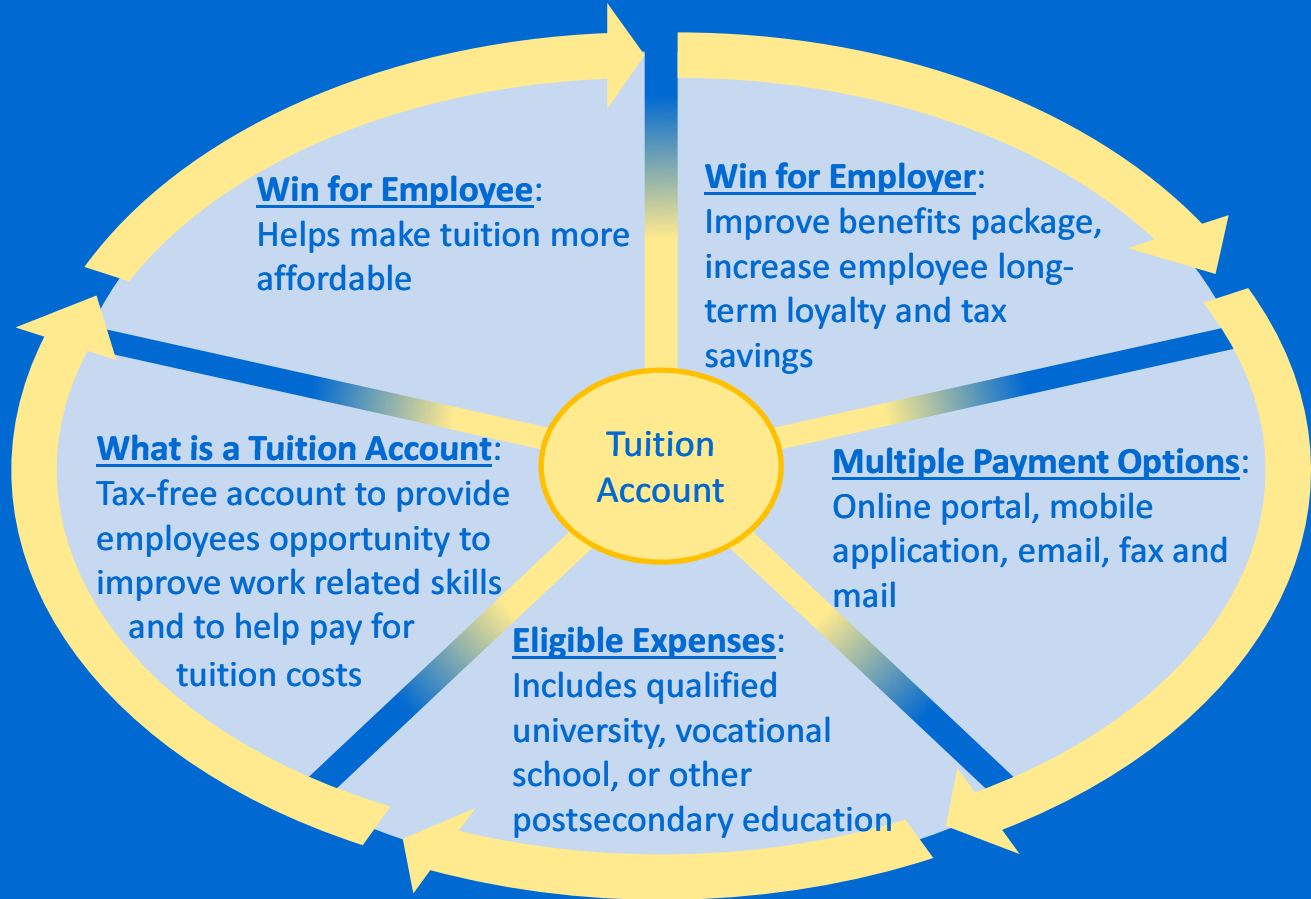 Win for Employee:
Helps make tuition more
affordable
Win for Employer:
Improve benefits package,
increase employee long-
term loyalty and tax
savings
Tuition
Account
What is a Tuition Account:
Tax-free account to provide
employees opportunity to
improve work related skills
and to help pay for
tuition costs
Multiple Payment Options:
Online portal, mobile
application, email, fax and
mail
Eligible Expenses:
Includes qualified
university, vocational
school, or other
postsecondary education